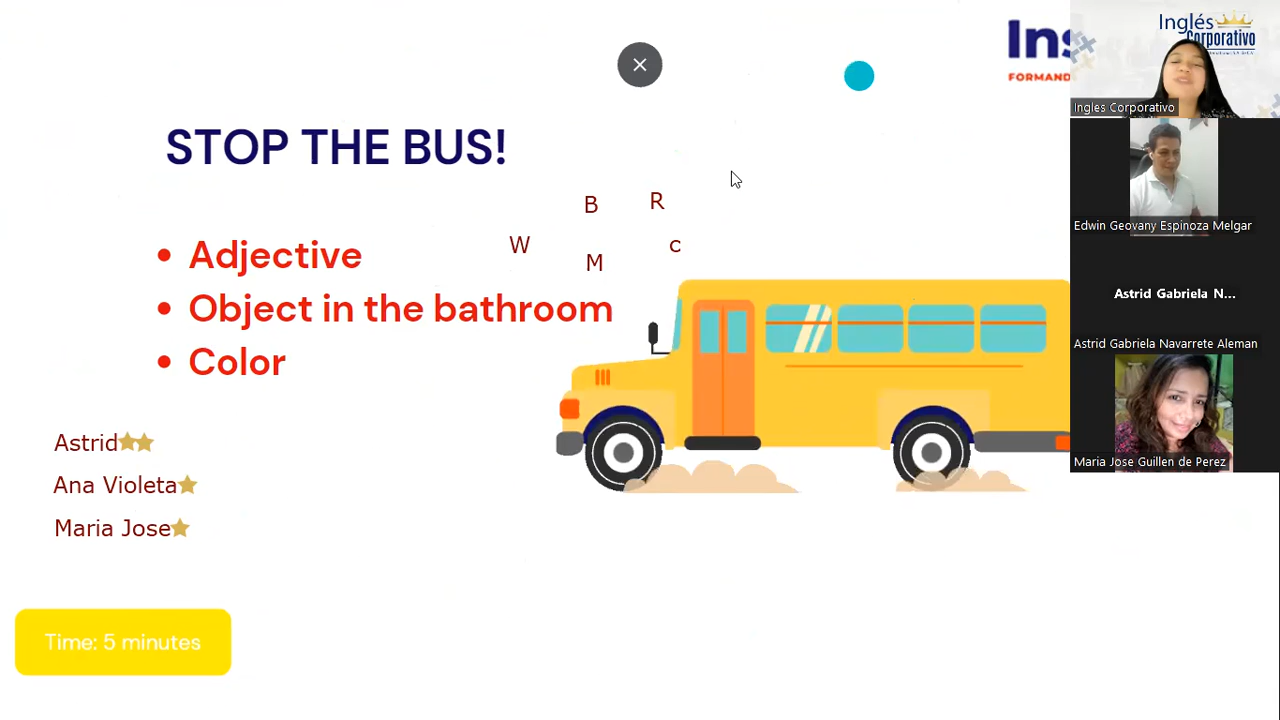 Ins
FORMAND
Inglés
Corporativo
Ingles Corporativo
STOP THE BUS!
B
R
W
M
c
• Adjective
• Object in the bathroom
• Color
Astrid
Ana Violeta
Maria Jose
Time: 5 minutes
Edwin Geovany Espinoza Melgar
Astrid Gabriela N...
Astrid Gabriela Navarrete Aleman
Maria Jose Guillen de Perez